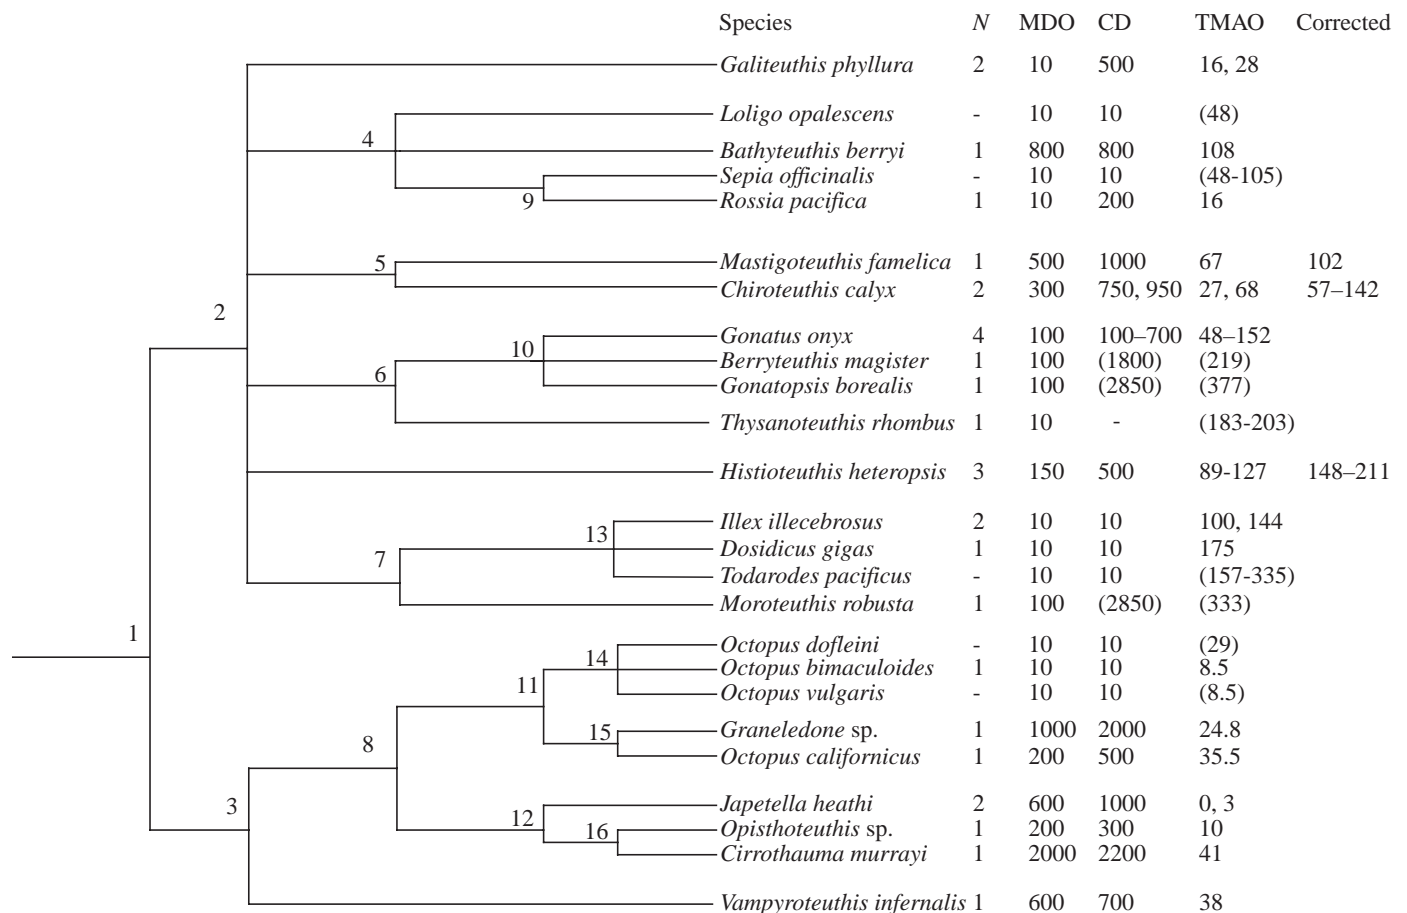 Species N MDO CD TMAO Corrected
Galiteuthis phyllura 2 10 500 16, 28
Loligo opalescens - 10 10 (48)
4
Bathyteuthis berryi 1 800 800 108
Sepia officinalis - 10 10 (48-105)
9
Rossia pacifica 1 10 200 16
5
Mastigoteuthis famelica 1 500 1000 67 102
Chiroteuthis calyx 2 300 750, 950 27, 68 57–142
2
Gonatus onyx 4 100 100–700 48–152
10
Berryteuthis magister 1 100 (1800) (219)
6
Gonatopsis borealis 1 100 (2850) (377)
Thysanoteuthis rhombus 1 10 - (183-203)
Histioteuthis heteropsis 3 150 500 89-127 148–211
Illex illecebrosus 2 10 10 100, 144
13
Dosidicus gigas 1 10 10 175
7
Todarodes pacificus - 10 10 (157-335)
Moroteuthis robusta 1 100 (2850) (333)
1
Octopus dofleini - 10 10 (29)
14
Octopus bimaculoides 1 10 10 8.5
11
Octopus vulgaris - 10 10 (8.5)
15
Graneledone sp. 1 1000 2000 24.8
8
Octopus californicus 1 200 500 35.5
3
Japetella heathi 2 600 1000 0, 3
12
16
Opisthoteuthis sp. 1 200 300 10
Cirrothauma murrayi 1 2000 2200 41
Vampyroteuthis infernalis 1 600 700 38